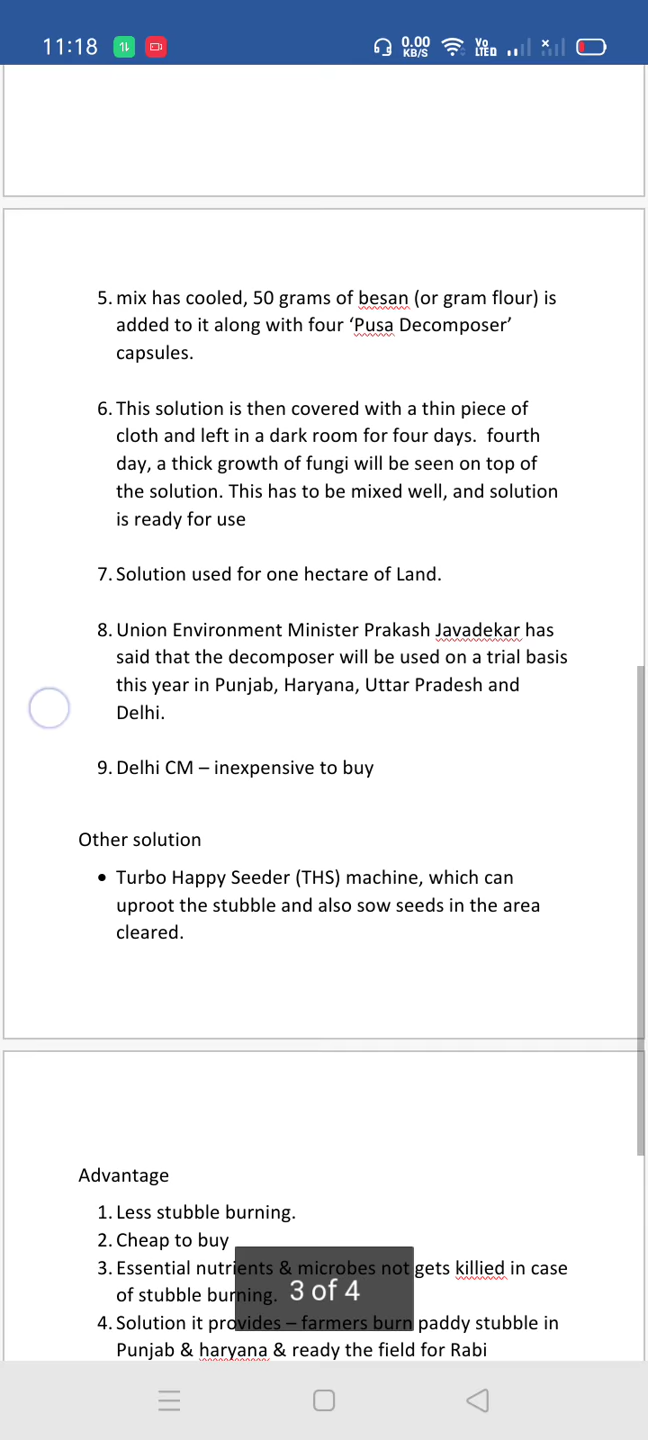 11:18
0.00
KB/S
Vo
LTE
5. mix has cooled, 50 grams of besan (or gram flour) is
added to it along with four ‘Pusa Decomposer’
capsules.
6. This solution is then covered with a thin piece of
cloth and left in a dark room for four days. fourth
day, a thick growth of fungi will be seen on top of
the solution. This has to be mixed well, and solution
is ready for use
7. Solution used for one hectare of Land.
8. Union Environment Minister Prakash Javadekar has
said that the decomposer will be used on a trial basis
this year in Punjab, Haryana, Uttar Pradesh and
Delhi.
9. Delhi CM – inexpensive to buy
Other solution
• Turbo Happy Seeder (THS) machine, which can
uproot the stubble and also sow seeds in the area
cleared.
Advantage
1. Less stubble burning.
2. Cheap to buy
3. Essential nutrients & microbes not gets killied in case
of stubble burning.
3 of 4
4. Solution it provides – farmers burn paddy stubble in
Punjab & haryana & ready the field for Rabi